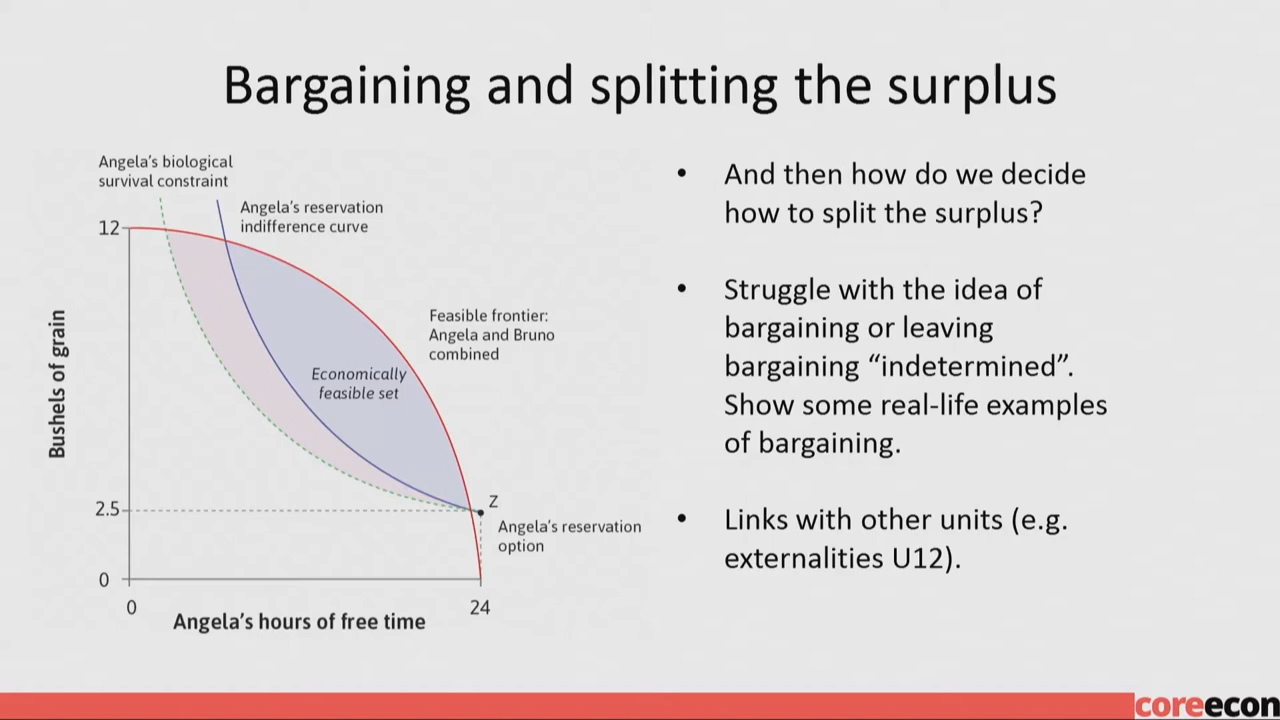 Bargaining and splitting the surplus
Angela's biological
survival constraint
Angela's reservation
indifference curve
12
Bushels of grain
Feasible frontier:
Angela and Bruno
combined
Economically
feasible set
2.5
Z
Angela's reservation
option
0
0
24
Angela's hours of free time
• And then how do we decide
how to split the surplus?
• Struggle with the idea of
bargaining or leaving
bargaining “indetermined”.
Show some real-life examples
of bargaining.
• Links with other units (e.g.
externalities U12).
coreecon